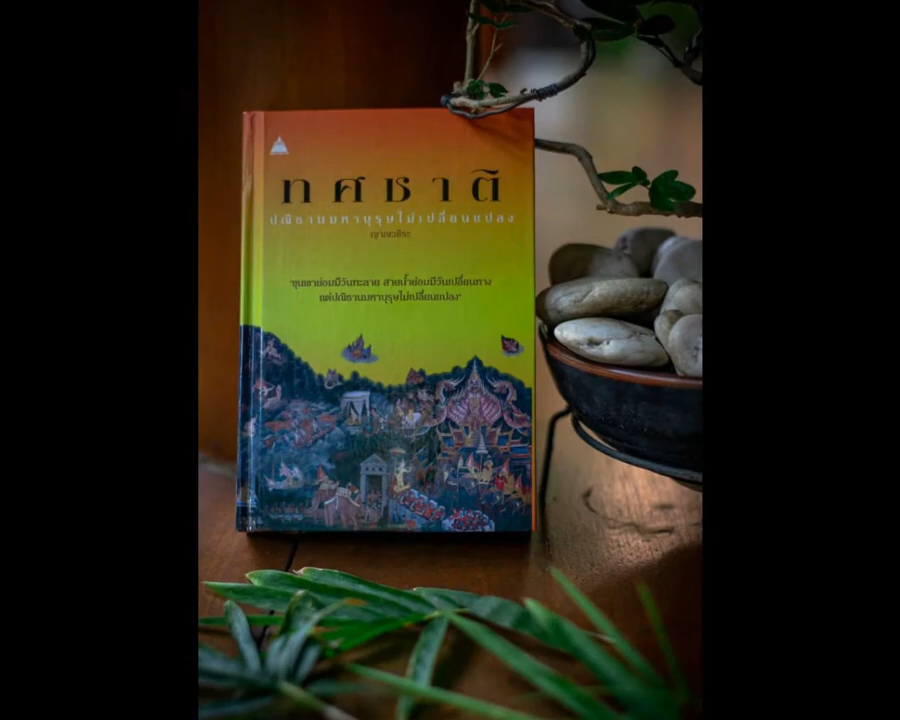 ทศชาติ
ปณิธานมหาบุรุษไม่เปลี่ยนแปลง
ญาณวชิระ
"ขุนเขาย่อมมีวันทะลาย สายน้ำย่อมมีวันเปลี่ยนทาง
แต่ปณิธานมหาบุรุษไม่เปลี่ยนแปลง"